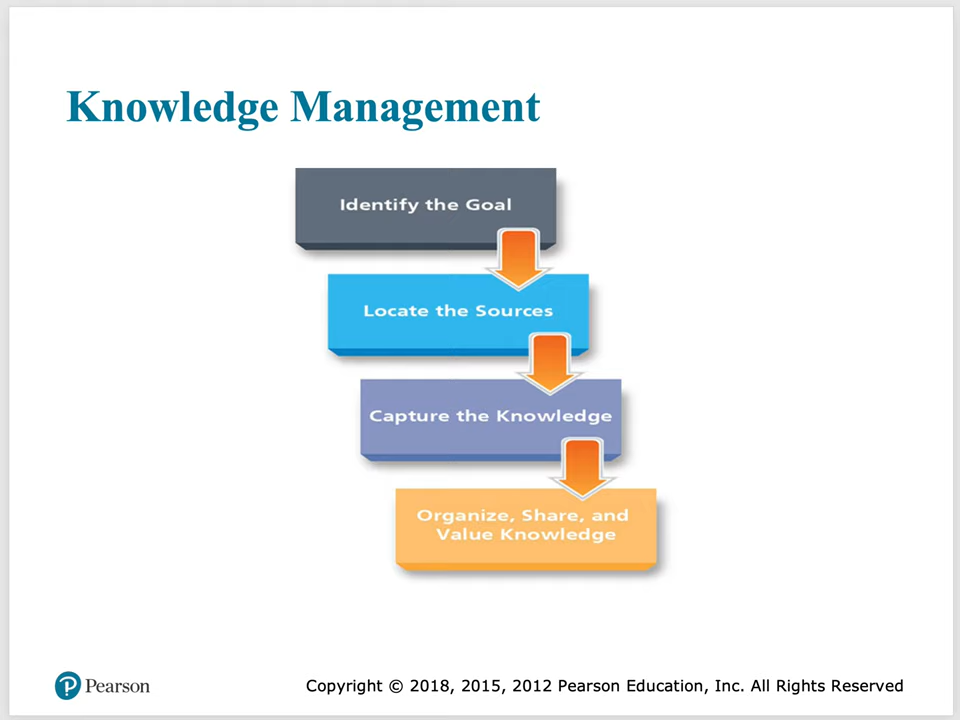 Knowledge Management
Identify the Goal
Locate the Sources
Capture the Knowledge
Organize, Share, and
Value Knowledge
Pearson
Copyright © 2018, 2015, 2012 Pearson Education, Inc. All Rights Reserved